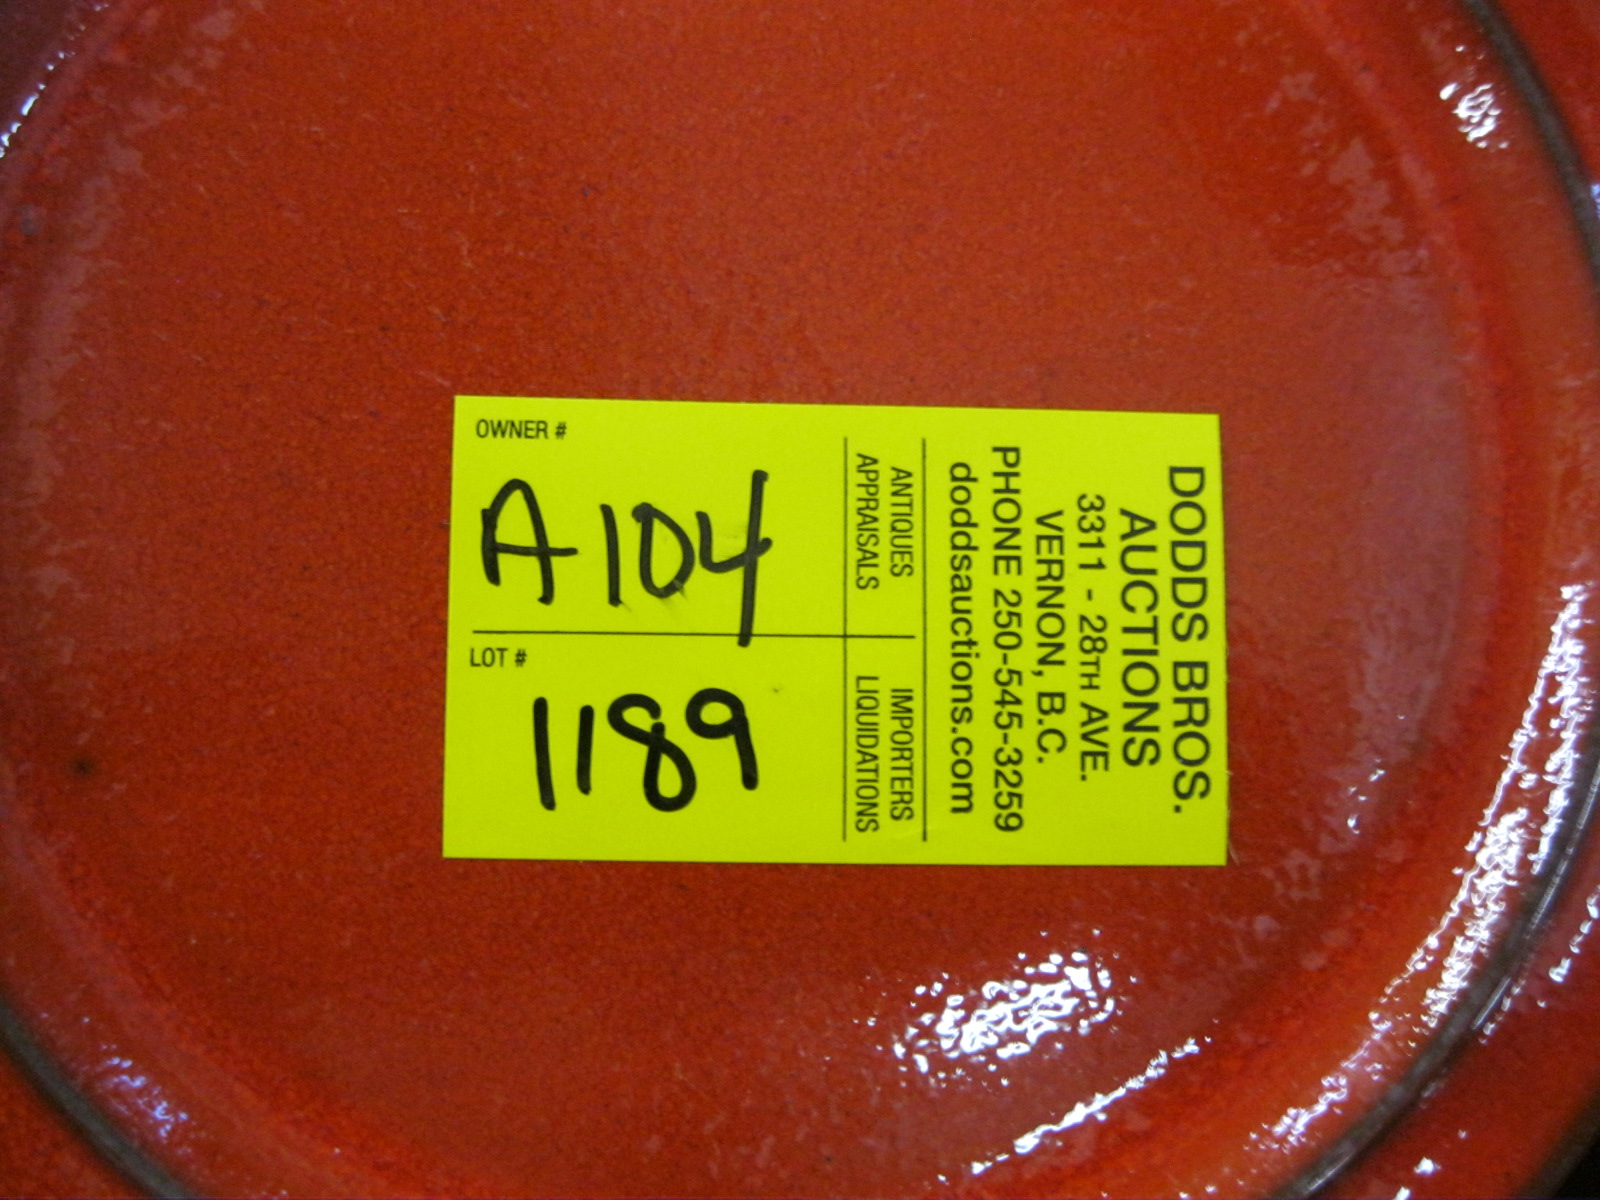 DODDS BROS.
AUCTIONS
3311 - 28TH AVE.
VERNON, B.C.
PHONE 250-545-3259
doddsauctions.com
ANTIQUES
APPRAISALS
IMPORTERS
LIQUIDATIONS
OWNER #
A104
LOT #
1189